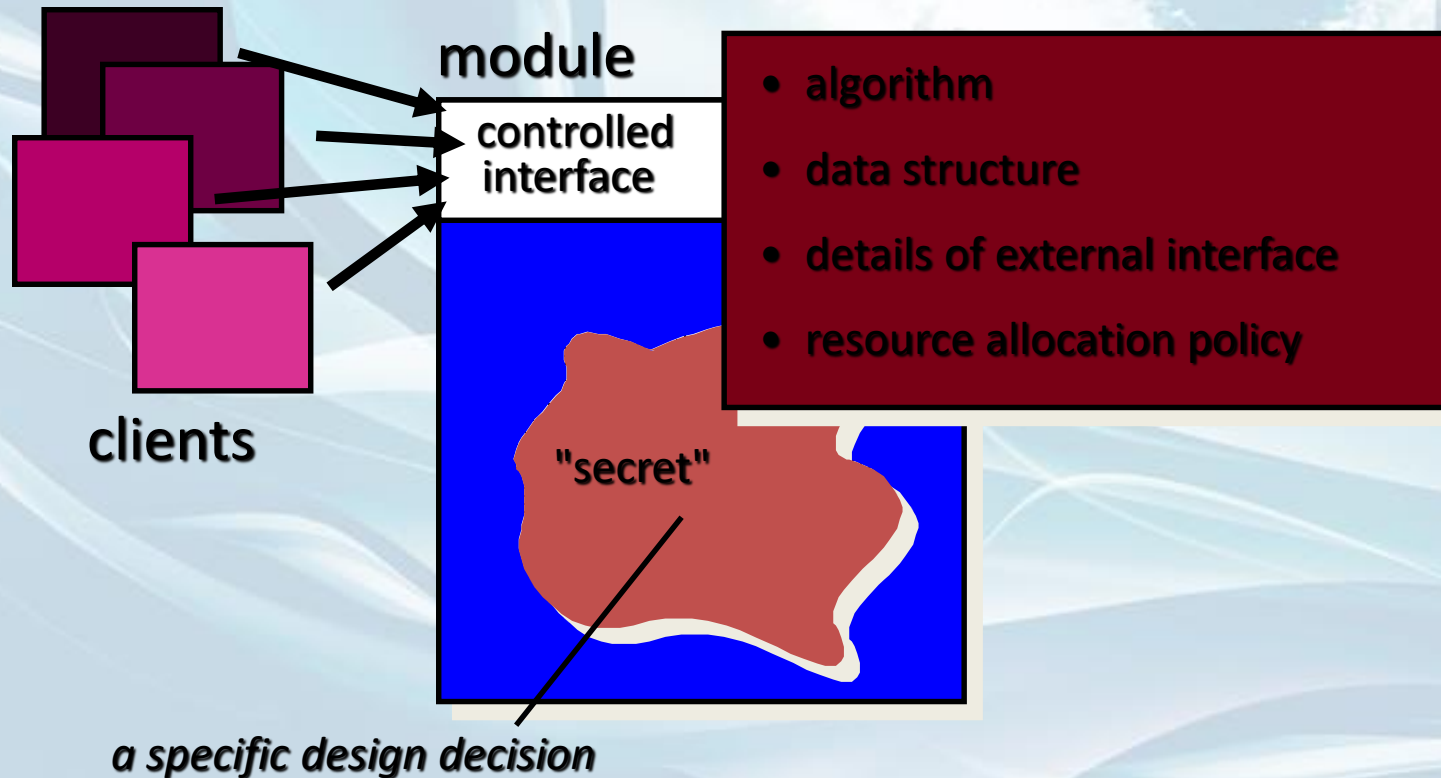 module
controlled
interface
• algorithm
• data structure
• details of external interface
• resource allocation policy
clients
"secret"
a specific design decision